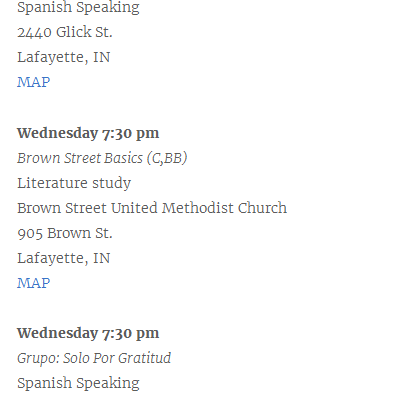 Spanish Speaking
2440 Glick St.
Lafayette, IN
MAP
Wednesday 7:30 pm
Brown Street Basics (C,BB)
Literature study
Brown Street United Methodist Church
905 Brown St.
Lafayette, IN
MAP
Wednesday 7:30 pm
Grupo: Solo Por Gratitud
Spanish Speaking